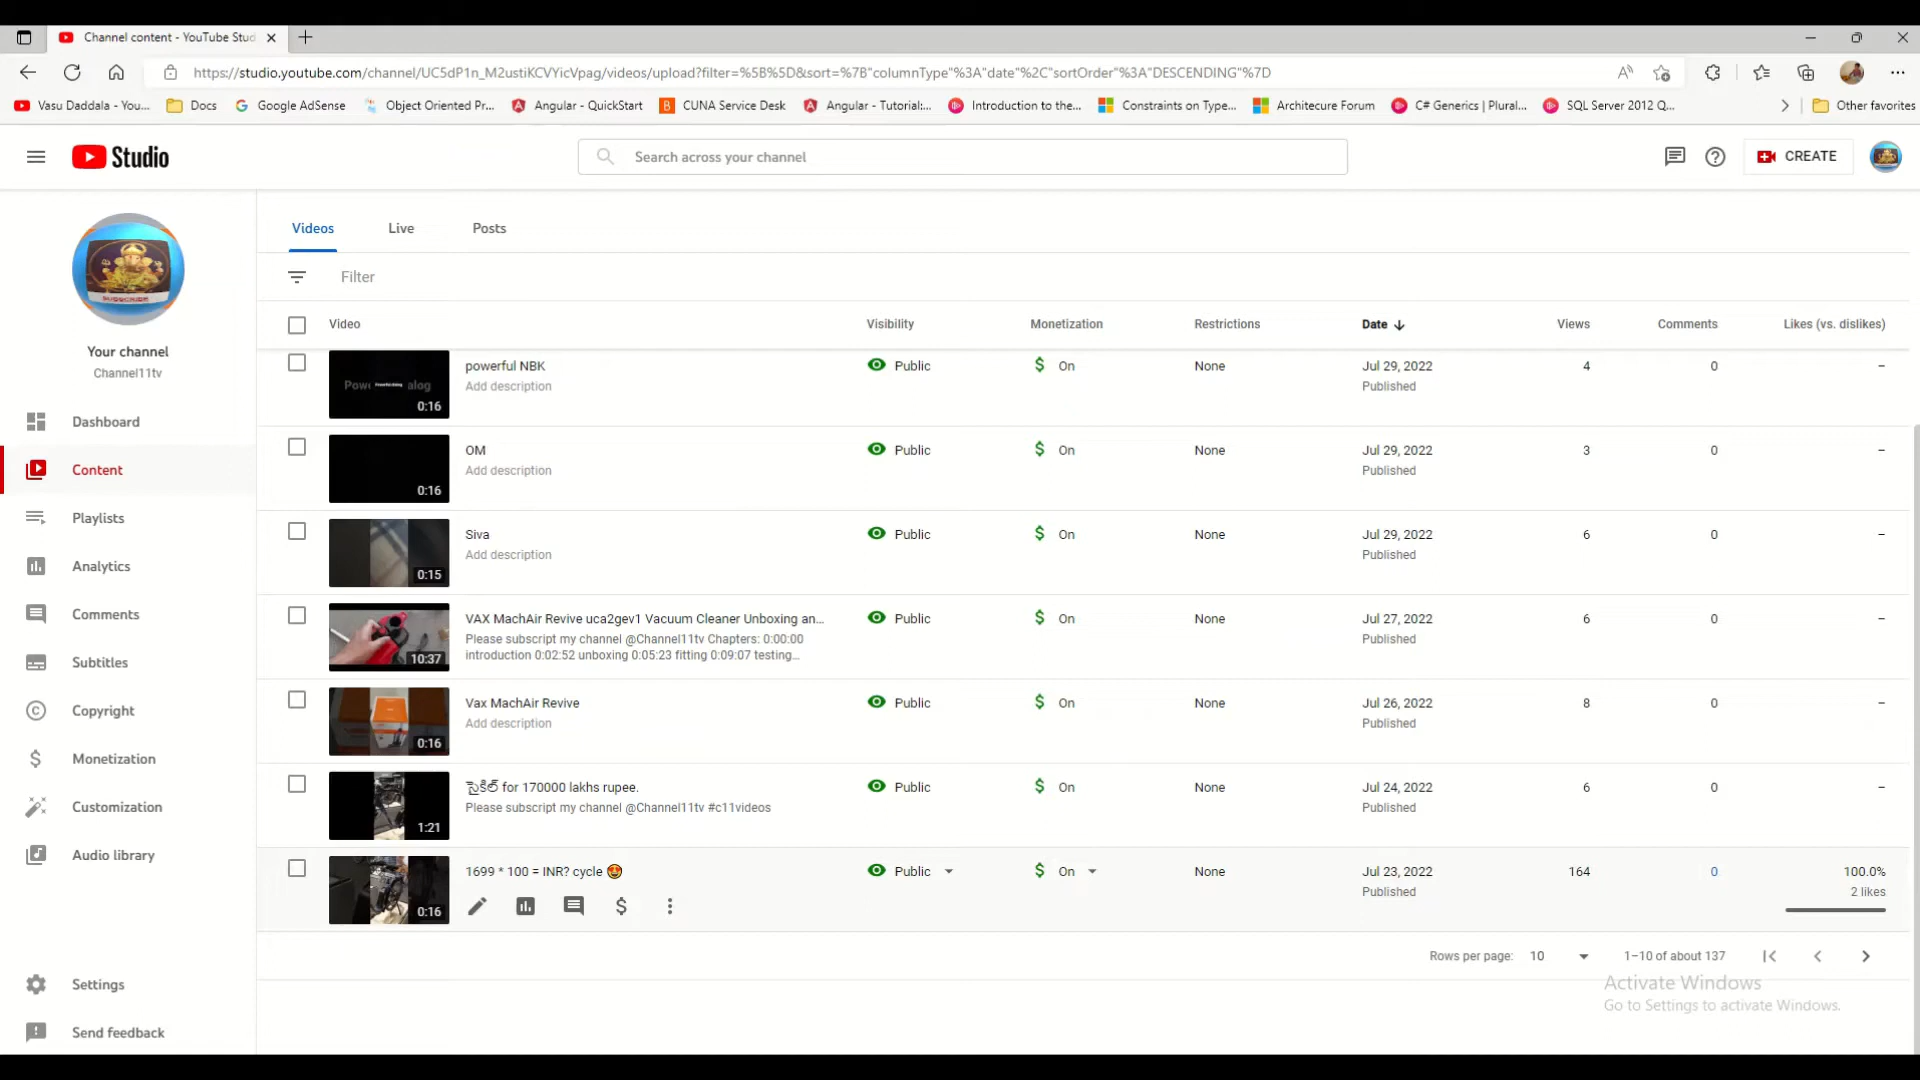 Channel content - YouTube Stud
https://studio.youtube.com/channel/UC5dP1n_M2ustiKCVYicVpag/videos/upload?filter=%5B%5D&sort=%7B"columnType"%3A"date"%2C"sortOrder"%3A"DESCENDING"%7D
Vasu Daddala - You... Docs Google AdSense Object Oriented Pr... Angular - QuickStart CUNA Service Desk Angular - Tutorial:... Introduction to the... Constraints on Type... Architecure Forum C# Generics | Plural... SQL Server 2012 Q... Other favorites
Studio Search across your channel CREATE
Videos Live Posts
Filter
SUBSCRIBE
Your channel
Channel11tv
Dashboard
Content
Playlists
Analytics
Comments
Subtitles
Copyright
Monetization
Customization
Audio library
Settings
Send feedback
Video Visibility Monetization Restrictions Date Views Comments Likes (vs. dislikes)
powerful NBK Public On None Jul 29, 2022 4 0 –
Add description Published
0:16
OM Public On None Jul 29, 2022 3 0 –
Add description Published
0:16
Siva Public On None Jul 29, 2022 6 0 –
Add description Published
0:15
VAX MachAir Revive uca2gev1 Vacuum Cleaner Unboxing an... Public On None Jul 27, 2022 6 0 –
Please subscript my channel @Channel11tv Chapters: 0:00:00 Published
introduction 0:02:52 unboxing 0:05:23 fitting 0:09:07 testing...
10:37
Vax MachAir Revive Public On None Jul 26, 2022 8 0 –
Add description Published
0:16
సైకిల్ for 170000 lakhs rupee. Public On None Jul 24, 2022 6 0 –
Please subscript my channel @Channel11tv #c11videos Published
1:21
1699 * 100 = INR? cycle 😍 Public On None Jul 23, 2022 164 0 100.0%
Published 2 likes
0:16
Rows per page: 10 1–10 of about 137
Activate Windows
Go to Settings to activate Windows.